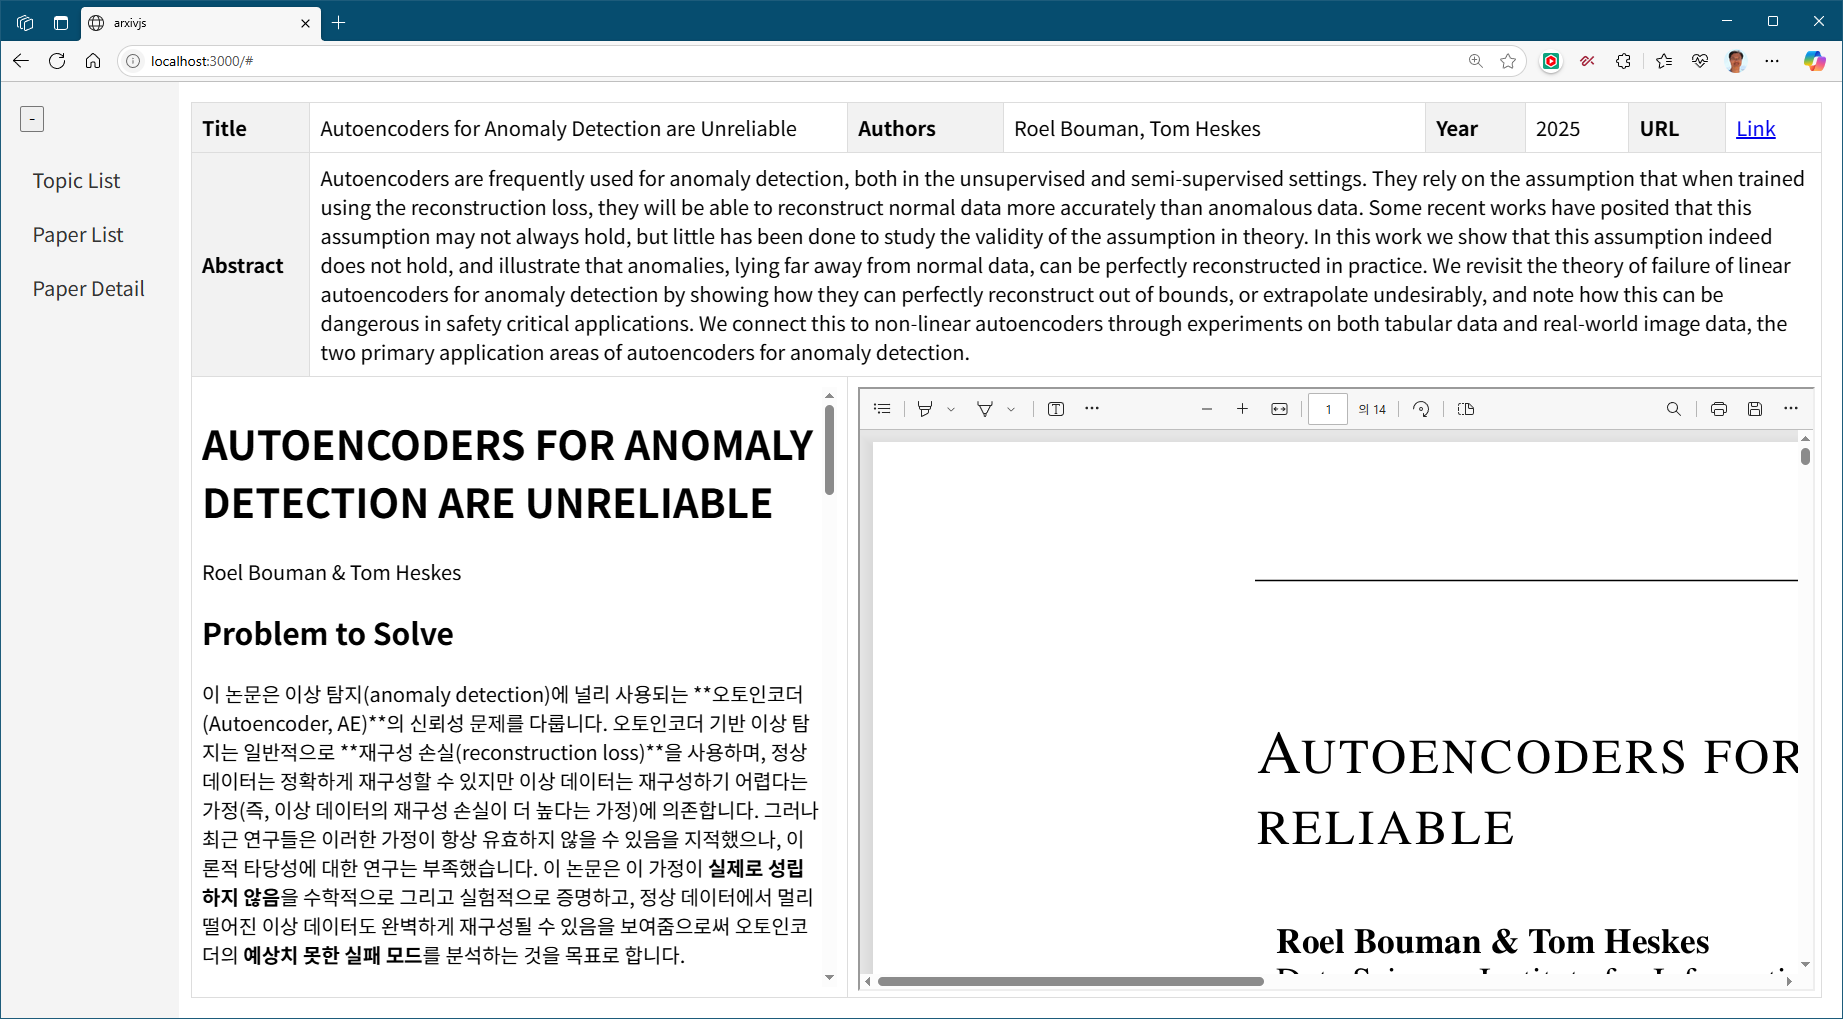 arxivjs
localhost:3000/#
-
Topic List
Paper List
Paper Detail
Title
Autoencoders for Anomaly Detection are Unreliable
Authors
Roel Bouman, Tom Heskes
Year
2025
URL
Link
Abstract
Autoencoders are frequently used for anomaly detection, both in the unsupervised and semi-supervised settings. They rely on the assumption that when trained
using the reconstruction loss, they will be able to reconstruct normal data more accurately than anomalous data. Some recent works have posited that this
assumption may not always hold, but little has been done to study the validity of the assumption in theory. In this work we show that this assumption indeed
does not hold, and illustrate that anomalies, lying far away from normal data, can be perfectly reconstructed in practice. We revisit the theory of failure of linear
autoencoders for anomaly detection by showing how they can perfectly reconstruct out of bounds, or extrapolate undesirably, and note how this can be
dangerous in safety critical applications. We connect this to non-linear autoencoders through experiments on both tabular data and real-world image data, the
two primary application areas of autoencoders for anomaly detection.
AUTOENCODERS FOR ANOMALY
DETECTION ARE UNRELIABLE
Roel Bouman & Tom Heskes
Problem to Solve
이 논문은 이상 탐지(anomaly detection)에 널리 사용되는 **오토인코더
(Autoencoder, AE)**의 신뢰성 문제를 다룹니다. 오토인코더 기반 이상 탐
지는 일반적으로 **재구성 손실(reconstruction loss)**을 사용하며, 정상
데이터는 정확하게 재구성할 수 있지만 이상 데이터는 재구성하기 어렵다는
가정(즉, 이상 데이터의 재구성 손실이 더 높다는 가정)에 의존합니다. 그러나
최근 연구들은 이러한 가정이 항상 유효하지 않을 수 있음을 지적했으나, 이
론적 타당성에 대한 연구는 부족했습니다. 이 논문은 이 가정이 실제로 성립
하지 않음을 수학적으로 그리고 실험적으로 증명하고, 정상 데이터에서 멀리
떨어진 이상 데이터도 완벽하게 재구성될 수 있음을 보여줌으로써 오토인코
더의 예상치 못한 실패 모드를 분석하는 것을 목표로 합니다.
1 의 14
AUTOENCODERS FOR
RELIABLE
Roel Bouman & Tom Heskes